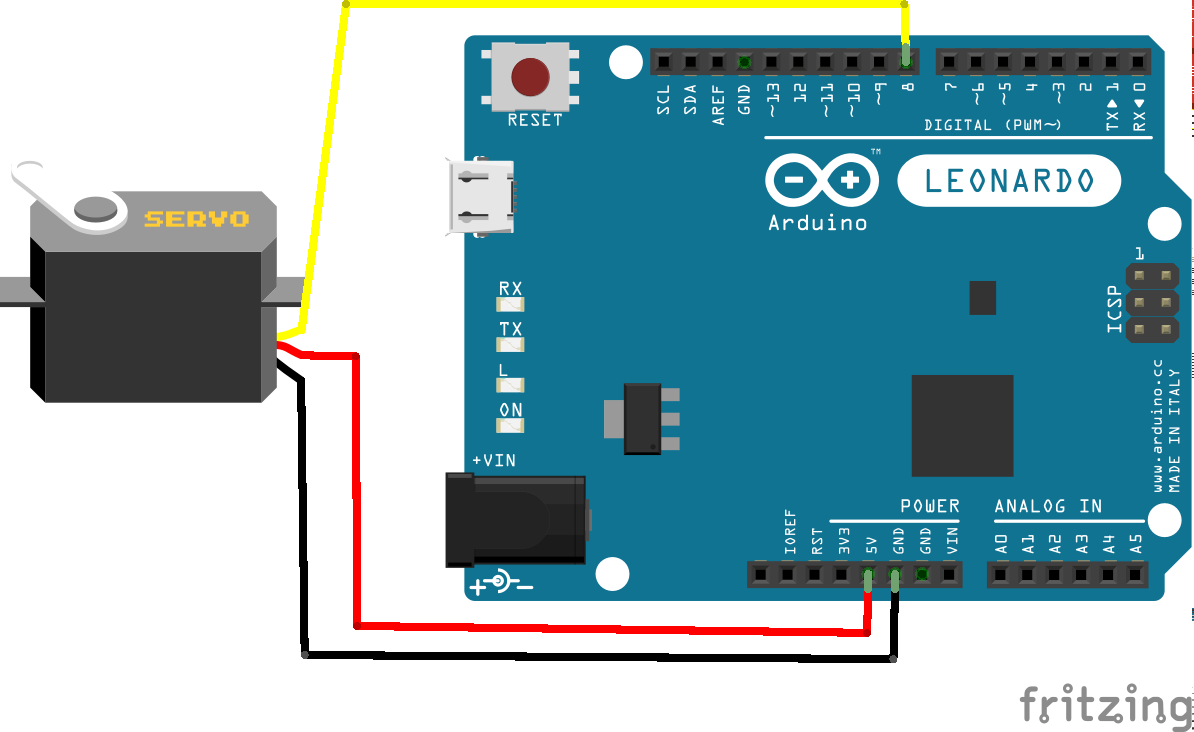 SCL SDA AREF GND ~13 12 ~11 ~10 ~9 8 7 ~6 ~5 4 ~3 2 TX▶1 RX◀0
RESET
DIGITAL (PWM~)
TM
LEONARDO
Arduino
SERVO
1
ICSP
RX
TX
L
ON
+VIN
www.arduino.cc
MADE IN ITALY
POWER
ANALOG IN
IOREF RST 3V3 5V GND GND VIN
A0 A1 A2 A3 A4 A5
fritzing